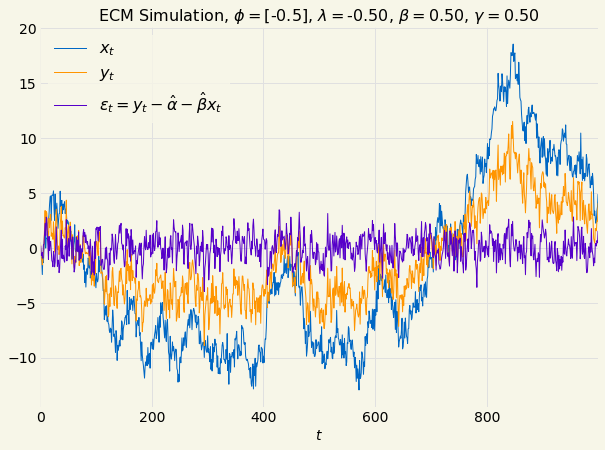 ECM Simulation, ϕ = [-0.5], λ = -0.50, β = 0.50, γ = 0.50
20
x_t
y_t
ε_t = y_t − α̂ − β̂x_t
15
10
5
0
−5
−10
0 200 400 600 800
t